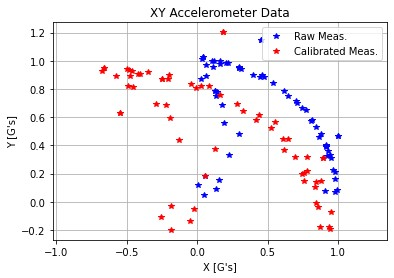 XY Accelerometer Data
Raw Meas.
Calibrated Meas.
Y [G's]
1.2
1.0
0.8
0.6
0.4
0.2
0.0
−0.2
−1.0 −0.5 0.0 0.5 1.0
X [G's]